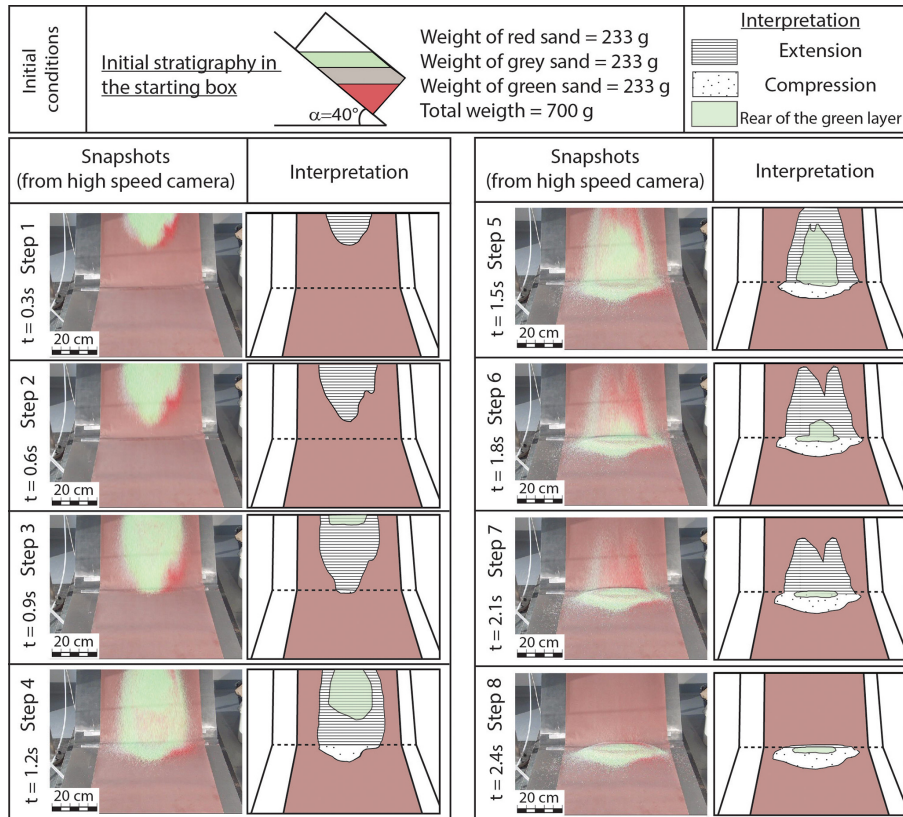 Initial
conditions
Initial stratigraphy in
the starting box
α=40°
Weight of red sand = 233 g
Weight of grey sand = 233 g
Weight of green sand = 233 g
Total weigth = 700 g
Interpretation
Extension
Compression
Rear of the green layer
Snapshots
(from high speed camera)
Interpretation
Step 1
t = 0.3s
20 cm
Step 2
t = 0.6s
20 cm
Step 3
t = 0.9s
20 cm
Step 4
t = 1.2s
20 cm
Snapshots
(from high speed camera)
Interpretation
Step 5
t = 1.5s
20 cm
Step 6
t = 1.8s
20 cm
Step 7
t = 2.1s
20 cm
Step 8
t = 2.4s
20 cm